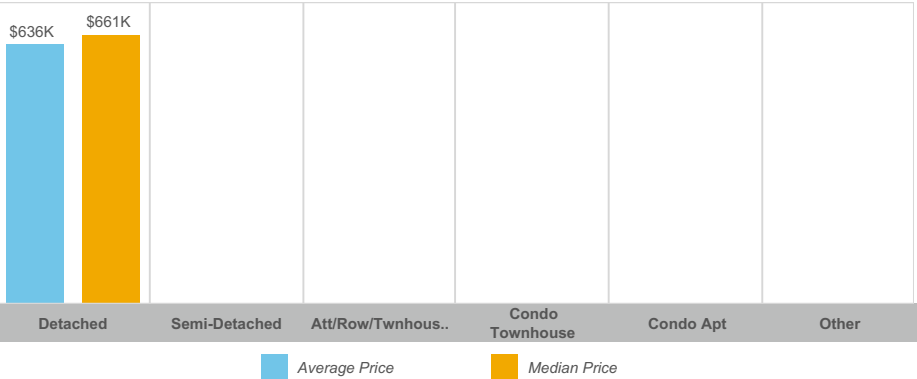 $636K
$661K
Detached
Semi-Detached
Att/Row/Twnhous..
Condo
Townhouse
Condo Apt
Other
Average Price
Median Price